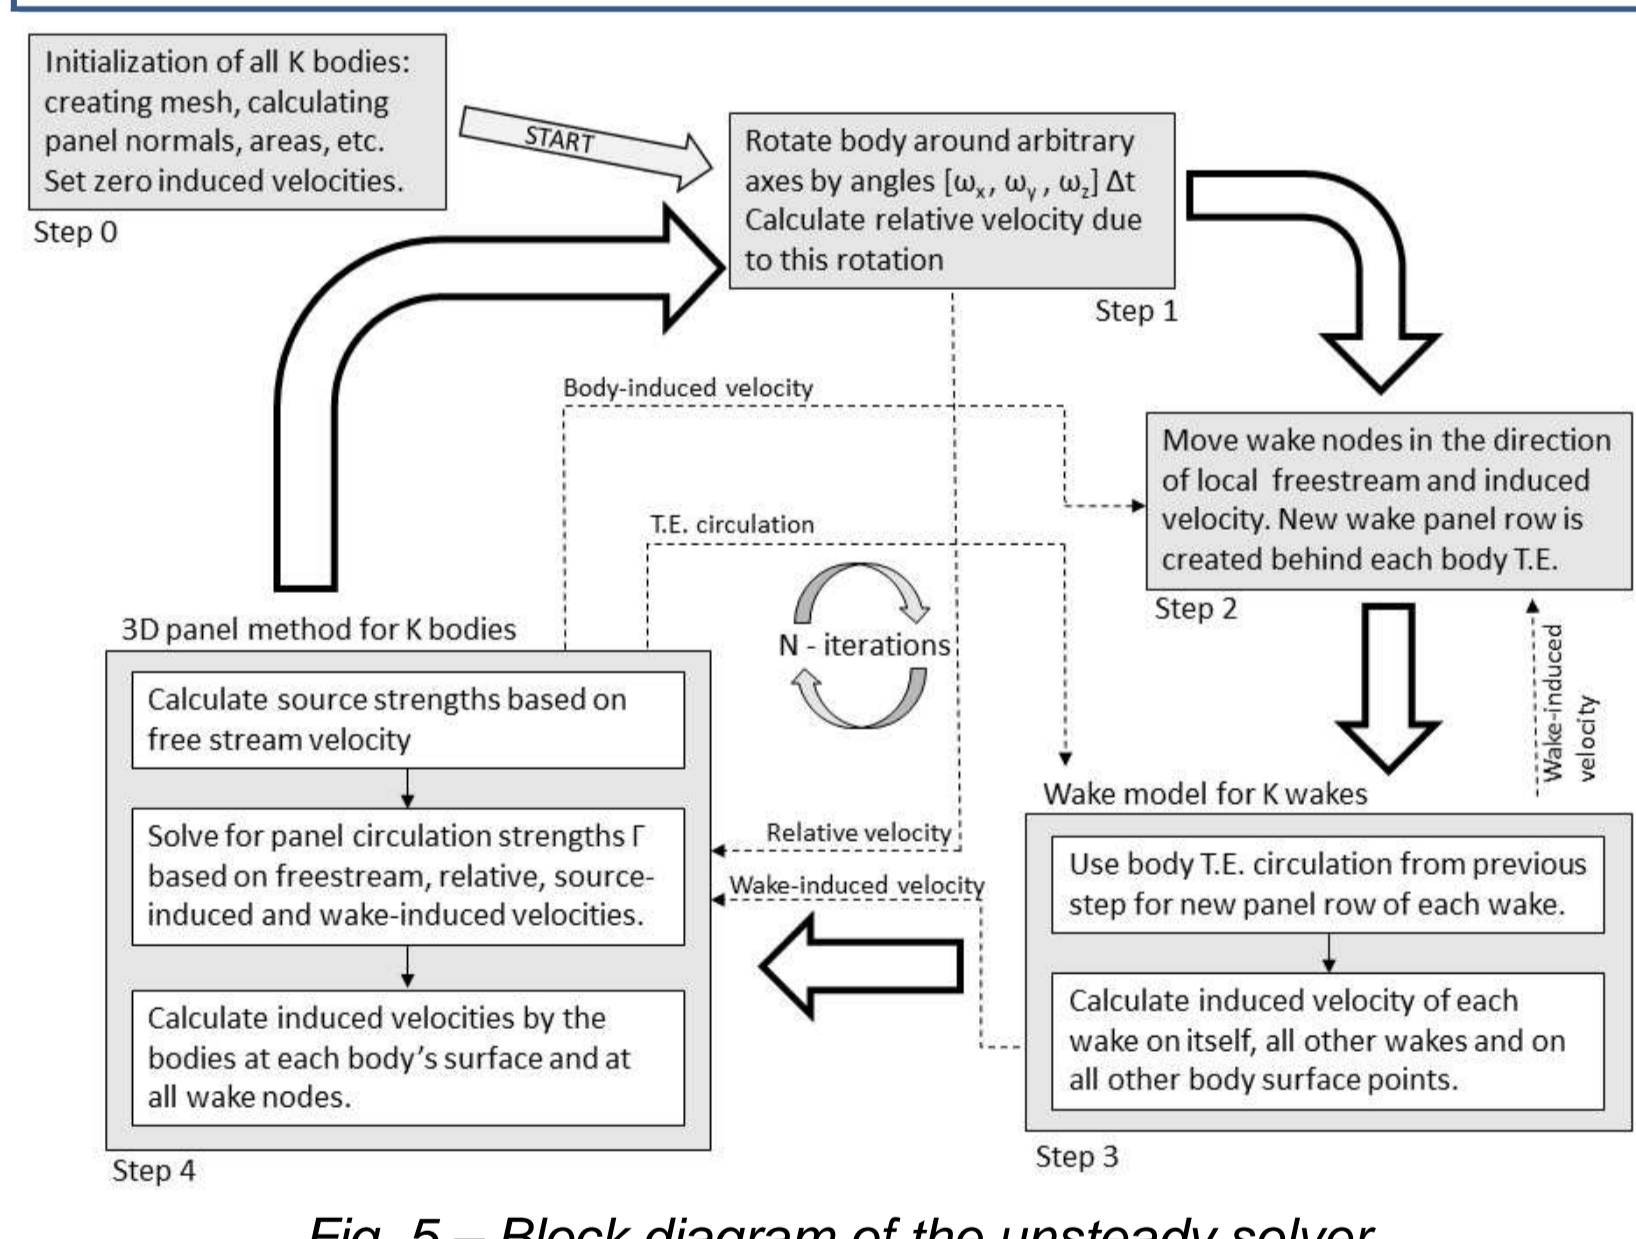 Initialization of all K bodies:
creating mesh, calculating
panel normals, areas, etc.
Set zero induced velocities.
Step 0
START
Rotate body around arbitrary
axes by angles [ωx, ωy , ωz] Δt
Calculate relative velocity due
to this rotation
Step 1
Body-induced velocity
Move wake nodes in the direction
of local freestream and induced
velocity. New wake panel row is
created behind each body T.E.
Step 2
T.E. circulation
N - iterations
Wake-induced
velocity
3D panel method for K bodies
Calculate source strengths based on
free stream velocity
Solve for panel circulation strengths Γ
based on freestream, relative, source-
induced and wake-induced velocities.
Calculate induced velocities by the
bodies at each body’s surface and at
all wake nodes.
Step 4
Relative velocity
Wake-induced velocity
Wake model for K wakes
Use body T.E. circulation from previous
step for new panel row of each wake.
Calculate induced velocity of each
wake on itself, all other wakes and on
all other body surface points.
Step 3
Fig. 5 – Block diagram of the unsteady solver